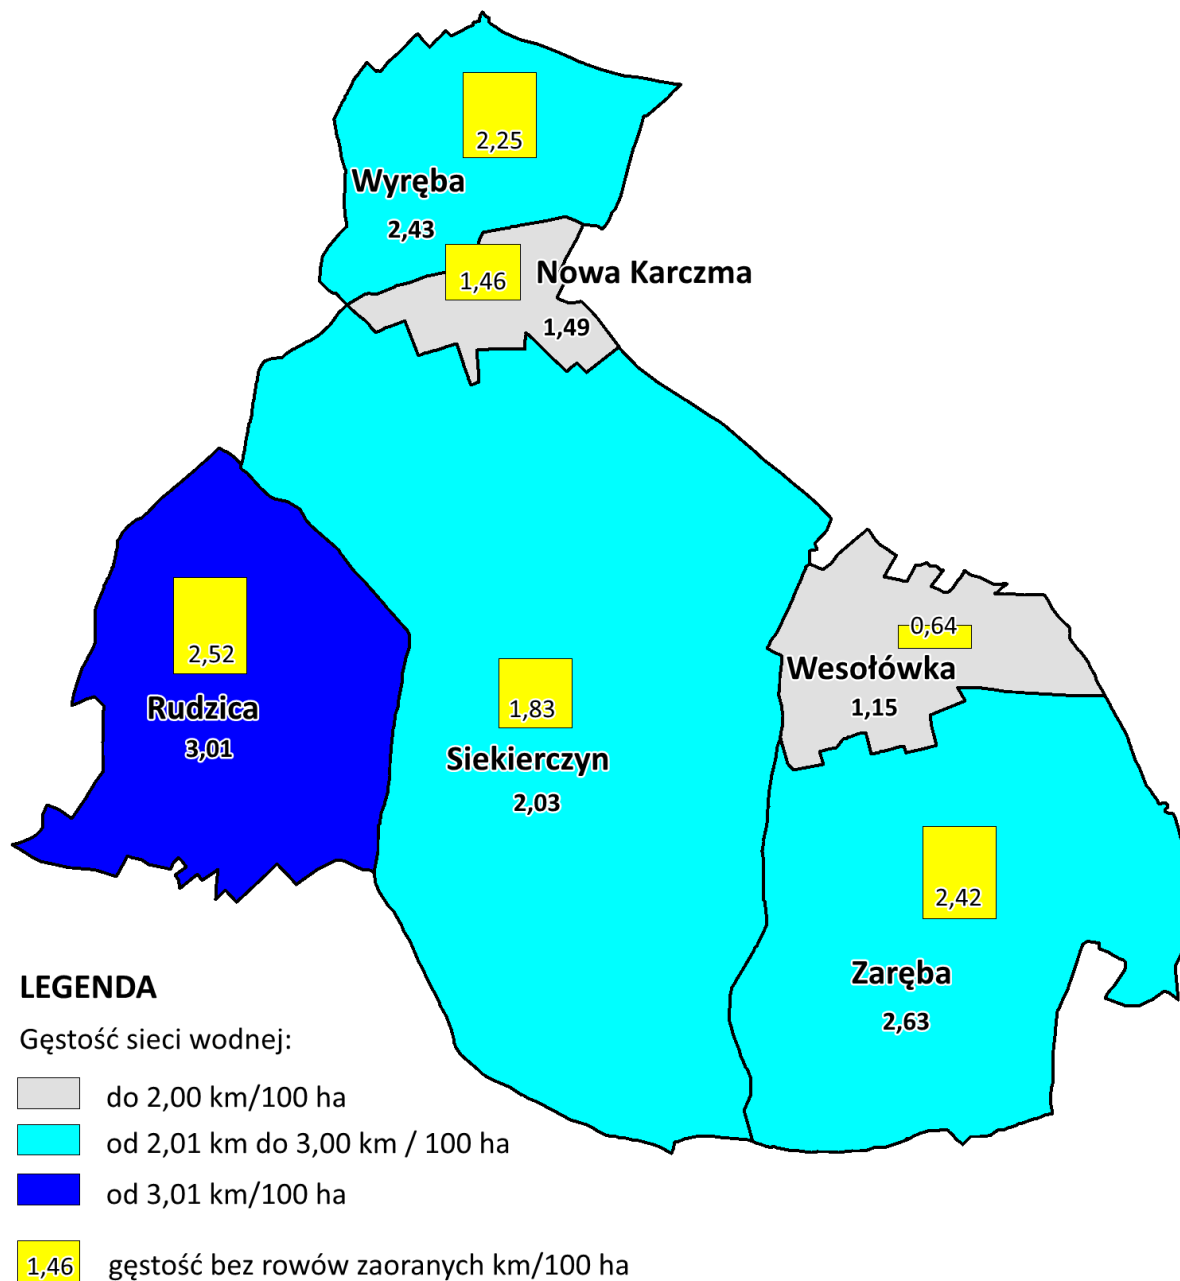 2,25
Wyręba
2,43
1,46
Nowa Karczma
1,49
0,64
Wesołówka
1,15
2,52
Rudzica
3,01
1,83
Siekierczyn
2,03
2,42
Zaręba
2,63
LEGENDA
Gęstość sieci wodnej:
do 2,00 km/100 ha
od 2,01 km do 3,00 km / 100 ha
od 3,01 km/100 ha
1,46 gęstość bez rowów zaoranych km/100 ha